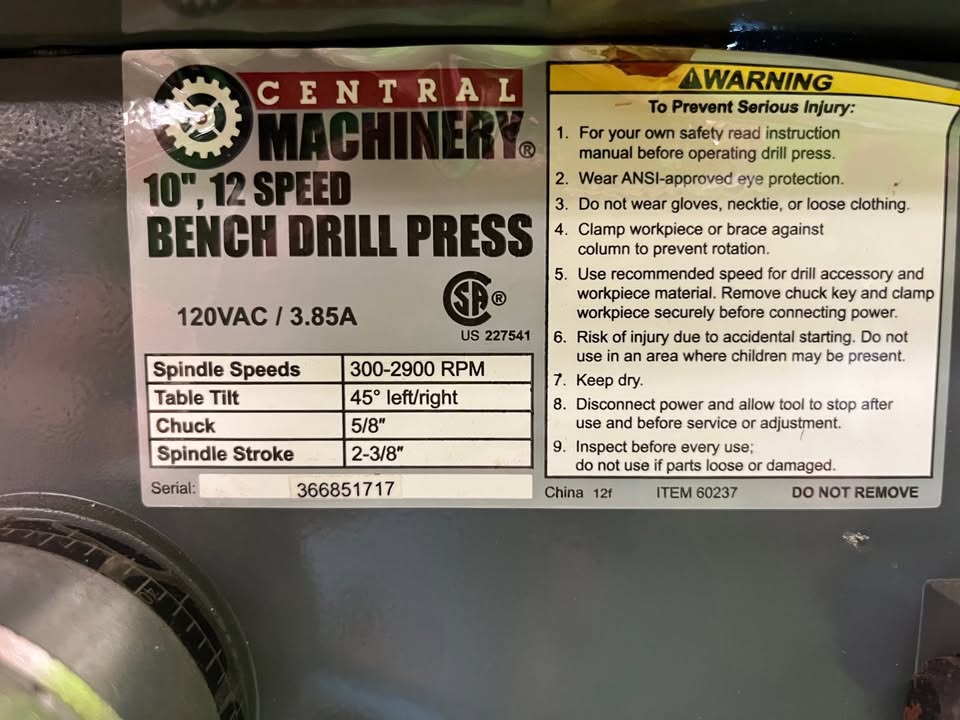 CENTRAL
MACHINERY®
10", 12 SPEED
BENCH DRILL PRESS
120VAC / 3.85A
SA ®
US 227541
Spindle Speeds 300-2900 RPM
Table Tilt 45° left/right
Chuck 5/8"
Spindle Stroke 2-3/8"
Serial: 366851717
⚠WARNING
To Prevent Serious Injury:
1. For your own safety read instruction
manual before operating drill press.
2. Wear ANSI-approved eye protection.
3. Do not wear gloves, necktie, or loose clothing.
4. Clamp workpiece or brace against
column to prevent rotation.
5. Use recommended speed for drill accessory and
workpiece material. Remove chuck key and clamp
workpiece securely before connecting power.
6. Risk of injury due to accidental starting. Do not
use in an area where children may be present.
7. Keep dry.
8. Disconnect power and allow tool to stop after
use and before service or adjustment.
9. Inspect before every use;
do not use if parts loose or damaged.
China 12f ITEM 60237 DO NOT REMOVE